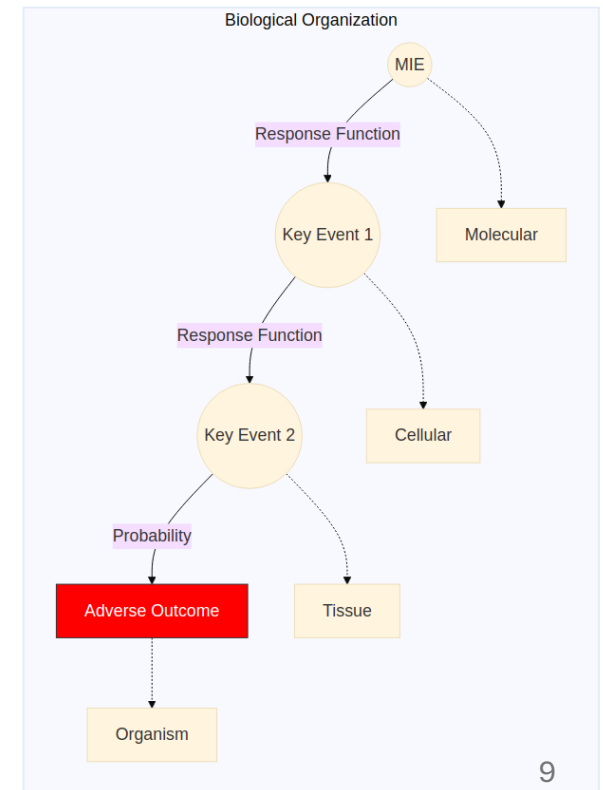 Biological Organization
MIE
Response Function
Key Event 1
Molecular
Response Function
Key Event 2
Cellular
Probability
Adverse Outcome
Tissue
Organism
9